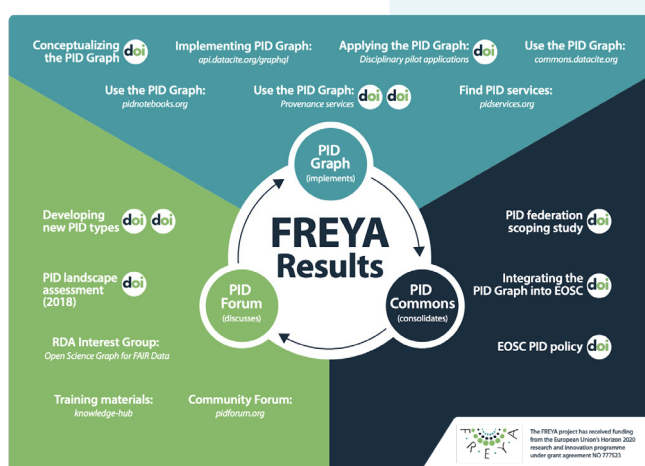 Conceptualizing
the PID Graph doi
Implementing PID Graph:
api.datacite.org/graphql
Applying the PID Graph: doi
Disciplinary pilot applications
Use the PID Graph:
commons.datacite.org
Use the PID Graph:
pidnotebooks.org
Use the PID Graph: doi doi
Provenance services
Find PID services:
pidservices.org
PID
Graph
(implements)
FREYA
Results
Developing
new PID types doi doi
PID landscape
assessment doi
(2018)
RDA Interest Group:
Open Science Graph for FAIR Data
Training materials:
knowledge-hub
Community Forum:
pidforum.org
PID
Forum
(discusses)
PID
Commons
(consolidates)
PID federation
scoping study doi
Integrating the
PID Graph into EOSC doi
EOSC PID policy doi
FREYA
The FREYA project has received funding
from the European Union's Horizon 2020
research and innovation programme
under grant agreement NO 777523